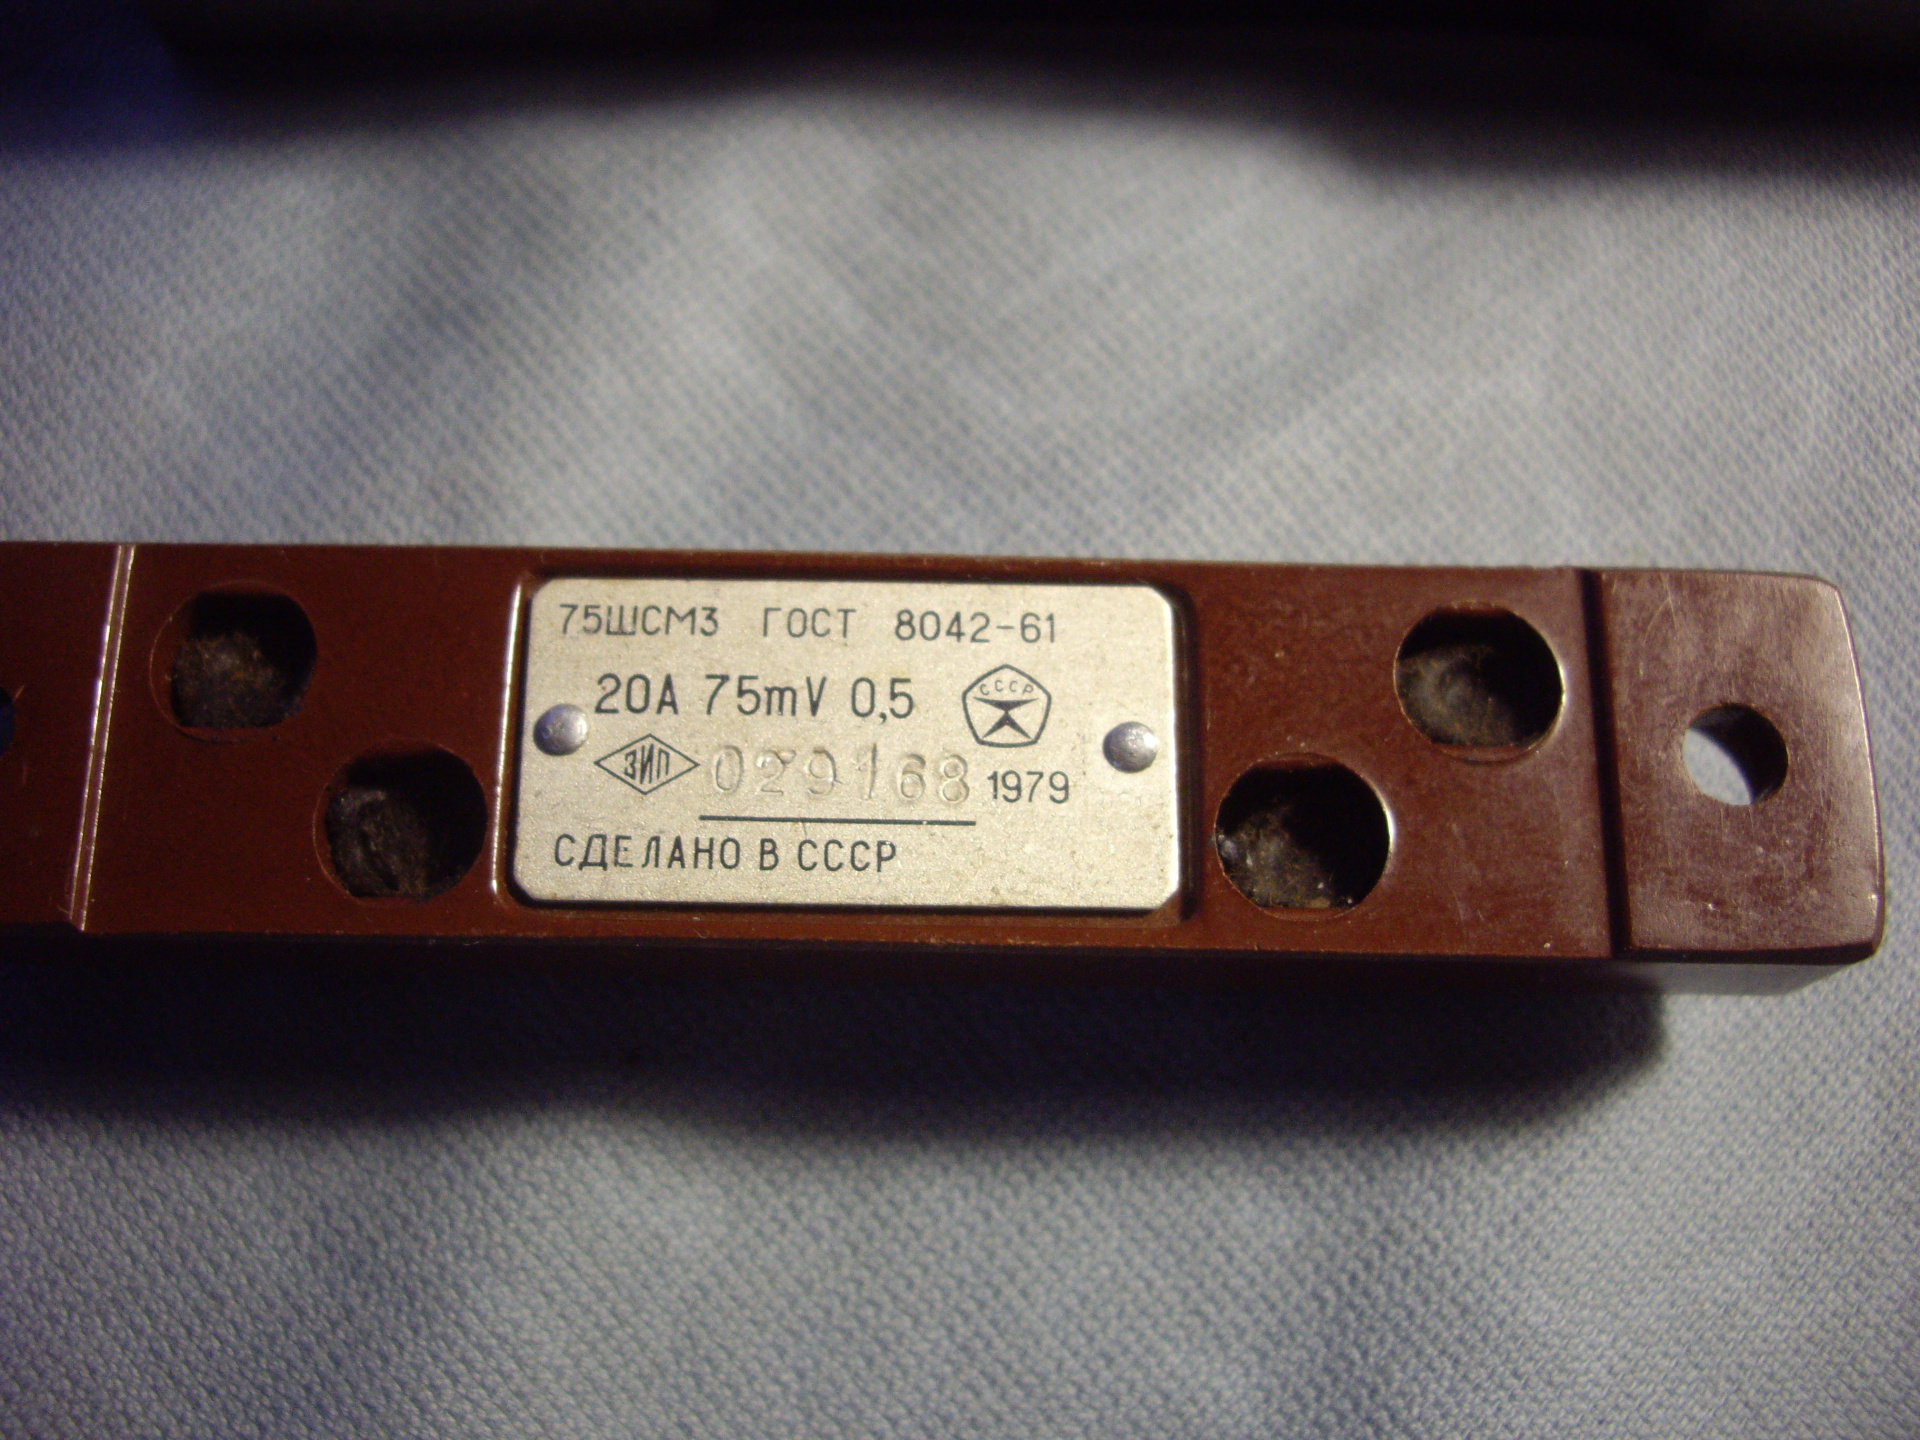 75ШСМ3 ГОСТ 8042-61
20А 75mV 0,5 СССР
ЗИП 029168 1979
СДЕЛАНО В СССР